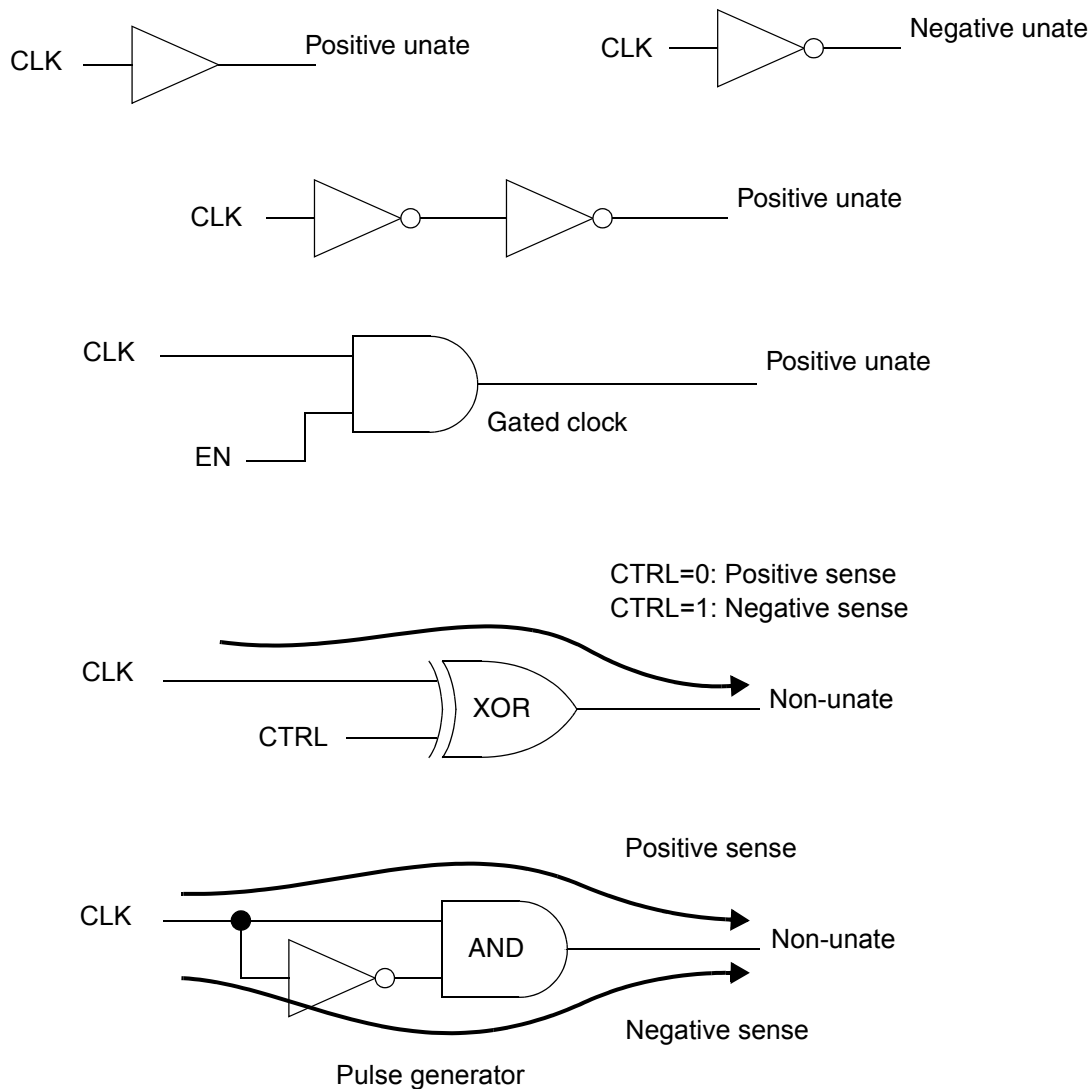 CLK
Positive unate
CLK
Negative unate
CLK
Positive unate
CLK
EN
Gated clock
Positive unate
CTRL=0: Positive sense
CTRL=1: Negative sense
CLK
CTRL
XOR
Non-unate
Positive sense
CLK
AND
Non-unate
Negative sense
Pulse generator